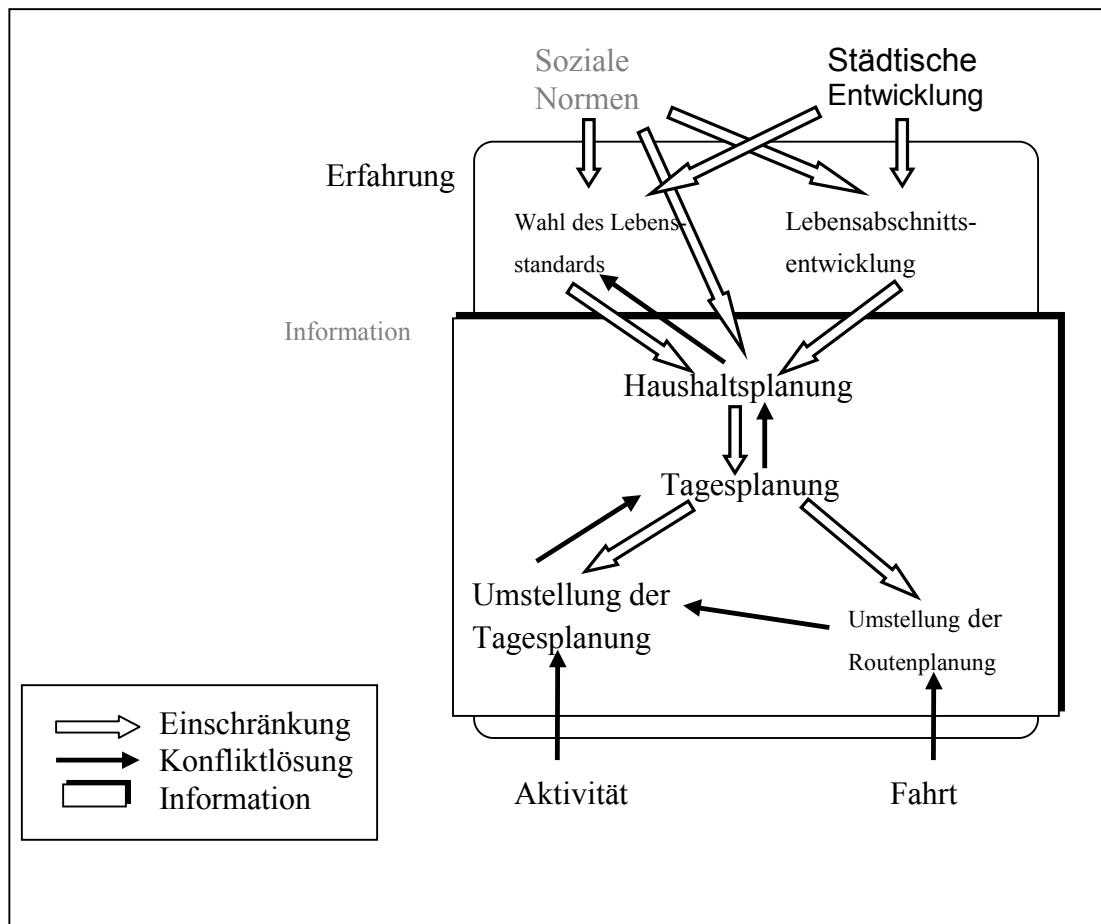 Soziale
Normen
Städtische
Entwicklung
Erfahrung
Wahl des Lebens-
standards
Lebensabschnitts-
entwicklung
Information
Haushaltsplanung
Tagesplanung
Umstellung der
Tagesplanung
Umstellung der
Routenplanung
Einschränkung
Konfliktlösung
Information
Aktivität
Fahrt